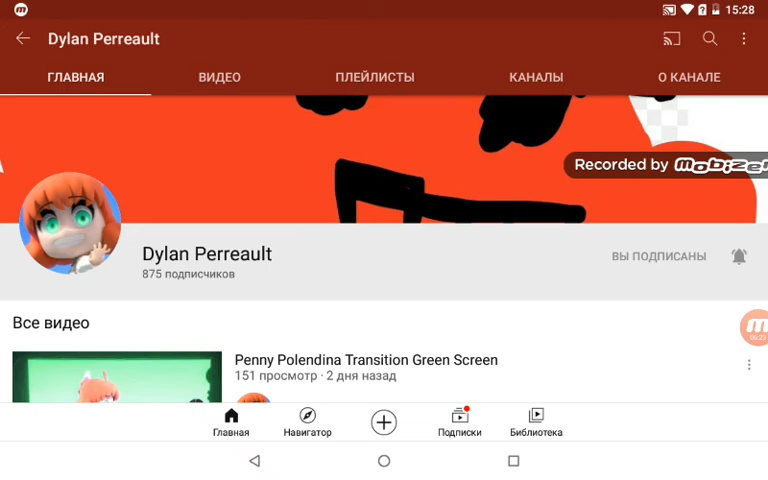 15:28
Dylan Perreault
ГЛАВНАЯ ВИДЕО ПЛЕЙЛИСТЫ КАНАЛЫ О КАНАЛЕ
Recorded by mobizen
Dylan Perreault
875 подписчиков
ВЫ ПОДПИСАНЫ
Все видео
Penny Polendina Transition Green Screen
151 просмотр · 2 дня назад
Главная Навигатор Подписки Библиотека